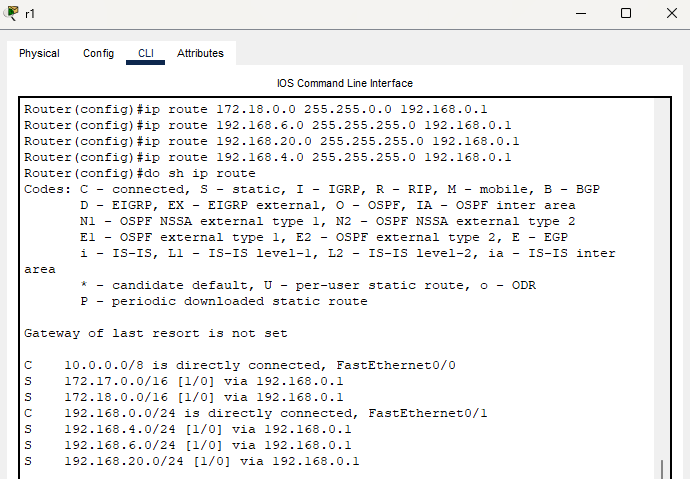 r1
Physical Config CLI Attributes
IOS Command Line Interface
Router(config)#ip route 172.18.0.0 255.255.0.0 192.168.0.1
Router(config)#ip route 192.168.6.0 255.255.255.0 192.168.0.1
Router(config)#ip route 192.168.20.0 255.255.255.0 192.168.0.1
Router(config)#ip route 192.168.4.0 255.255.255.0 192.168.0.1
Router(config)#do sh ip route
Codes: C - connected, S - static, I - IGRP, R - RIP, M - mobile, B - BGP
D - EIGRP, EX - EIGRP external, O - OSPF, IA - OSPF inter area
N1 - OSPF NSSA external type 1, N2 - OSPF NSSA external type 2
E1 - OSPF external type 1, E2 - OSPF external type 2, E - EGP
i - IS-IS, L1 - IS-IS level-1, L2 - IS-IS level-2, ia - IS-IS inter
area
* - candidate default, U - per-user static route, o - ODR
P - periodic downloaded static route
Gateway of last resort is not set
C 10.0.0.0/8 is directly connected, FastEthernet0/0
S 172.17.0.0/16 [1/0] via 192.168.0.1
S 172.18.0.0/16 [1/0] via 192.168.0.1
C 192.168.0.0/24 is directly connected, FastEthernet0/1
S 192.168.4.0/24 [1/0] via 192.168.0.1
S 192.168.6.0/24 [1/0] via 192.168.0.1
S 192.168.20.0/24 [1/0] via 192.168.0.1